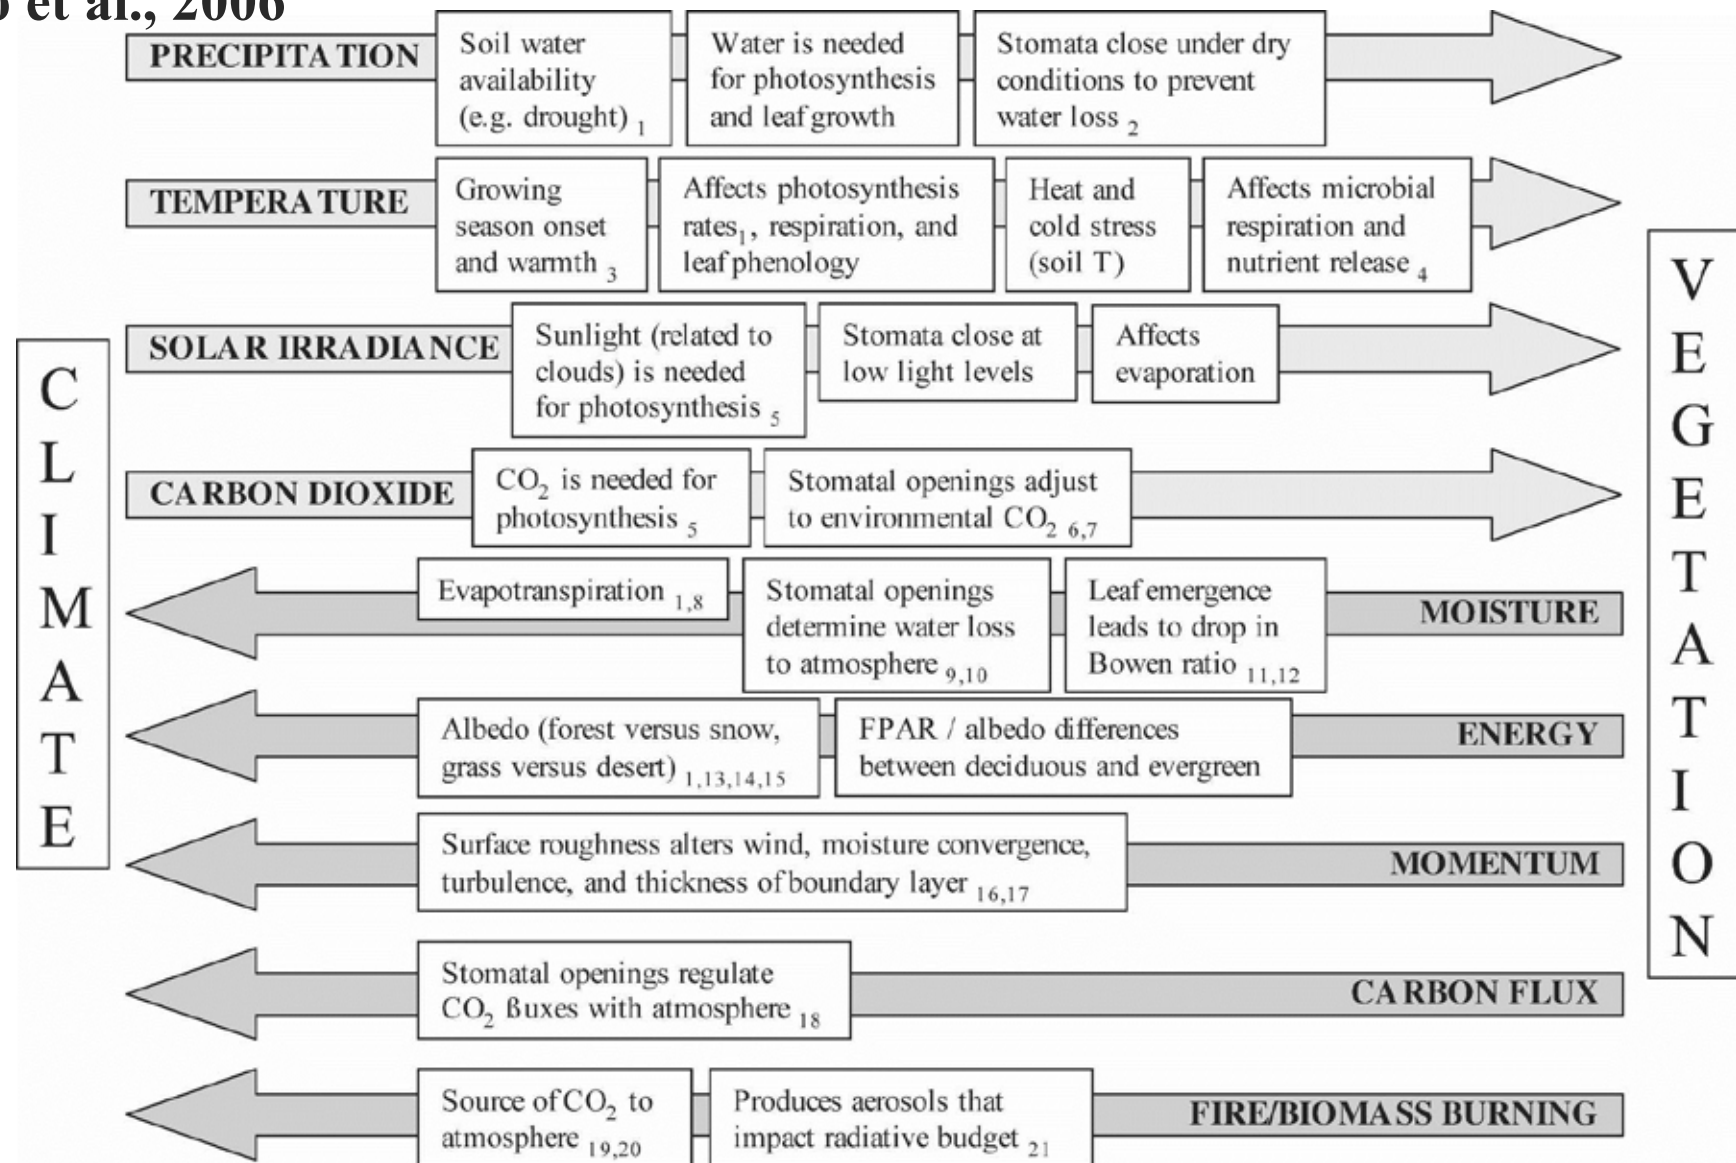 et al., 2006
PRECIPITATION
Soil water
availability
(e.g. drought) 1
Water is needed
for photosynthesis
and leaf growth
Stomata close under dry
conditions to prevent
water loss 2
TEMPERATURE
Growing
season onset
and warmth 3
Affects photosynthesis
rates1, respiration, and
leaf phenology
Heat and
cold stress
(soil T)
Affects microbial
respiration and
nutrient release 4
SOLAR IRRADIANCE
Sunlight (related to
clouds) is needed
for photosynthesis 5
Stomata close at
low light levels
Affects
evaporation
CARBON DIOXIDE
CO2 is needed for
photosynthesis 5
Stomatal openings adjust
to environmental CO2 6,7
CLIMATE
VEGETATION
Evapotranspiration 1,8
Stomatal openings
determine water loss
to atmosphere 9,10
Leaf emergence
leads to drop in
Bowen ratio 11,12
MOISTURE
Albedo (forest versus snow,
grass versus desert) 1,13,14,15
FPAR / albedo differences
between deciduous and evergreen
ENERGY
Surface roughness alters wind, moisture convergence,
turbulence, and thickness of boundary layer 16,17
MOMENTUM
Stomatal openings regulate
CO2 ßuxes with atmosphere 18
CARBON FLUX
Source of CO2 to
atmosphere 19,20
Produces aerosols that
impact radiative budget 21
FIRE/BIOMASS BURNING